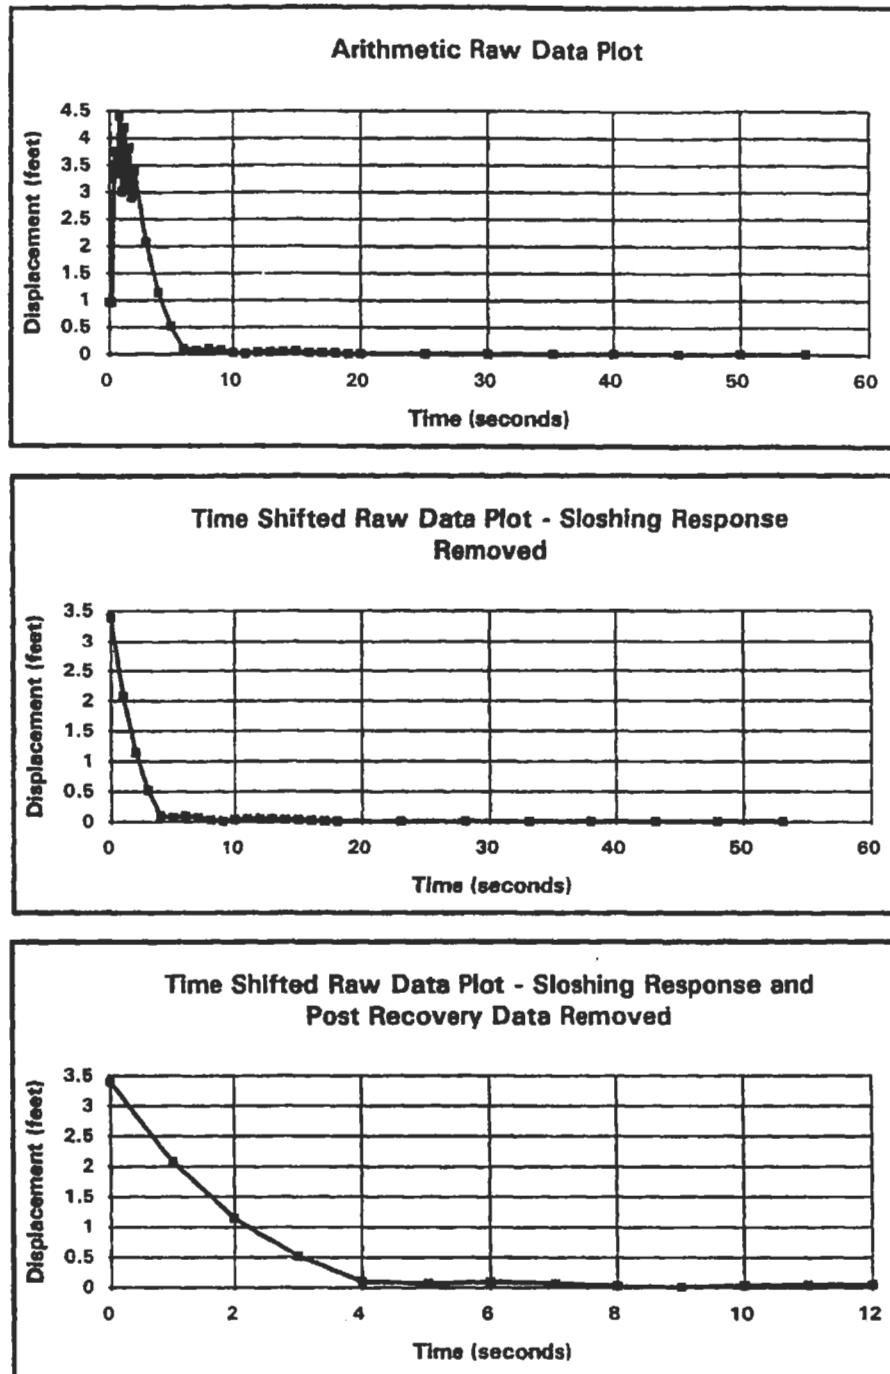 Arithmetic Raw Data Plot
Displacement (feet)
4.5
4
3.5
3
2.5
2
1.5
1
0.5
0
0 10 20 30 40 50 60
Time (seconds)
Time Shifted Raw Data Plot - Sloshing Response
Removed
Displacement (feet)
3.5
3
2.5
2
1.5
1
0.5
0
0 10 20 30 40 50 60
Time (seconds)
Time Shifted Raw Data Plot - Sloshing Response and
Post Recovery Data Removed
Displacement (feet)
3.5
3
2.5
2
1.5
1
0.5
0
0 2 4 6 8 10 12
Time (seconds)